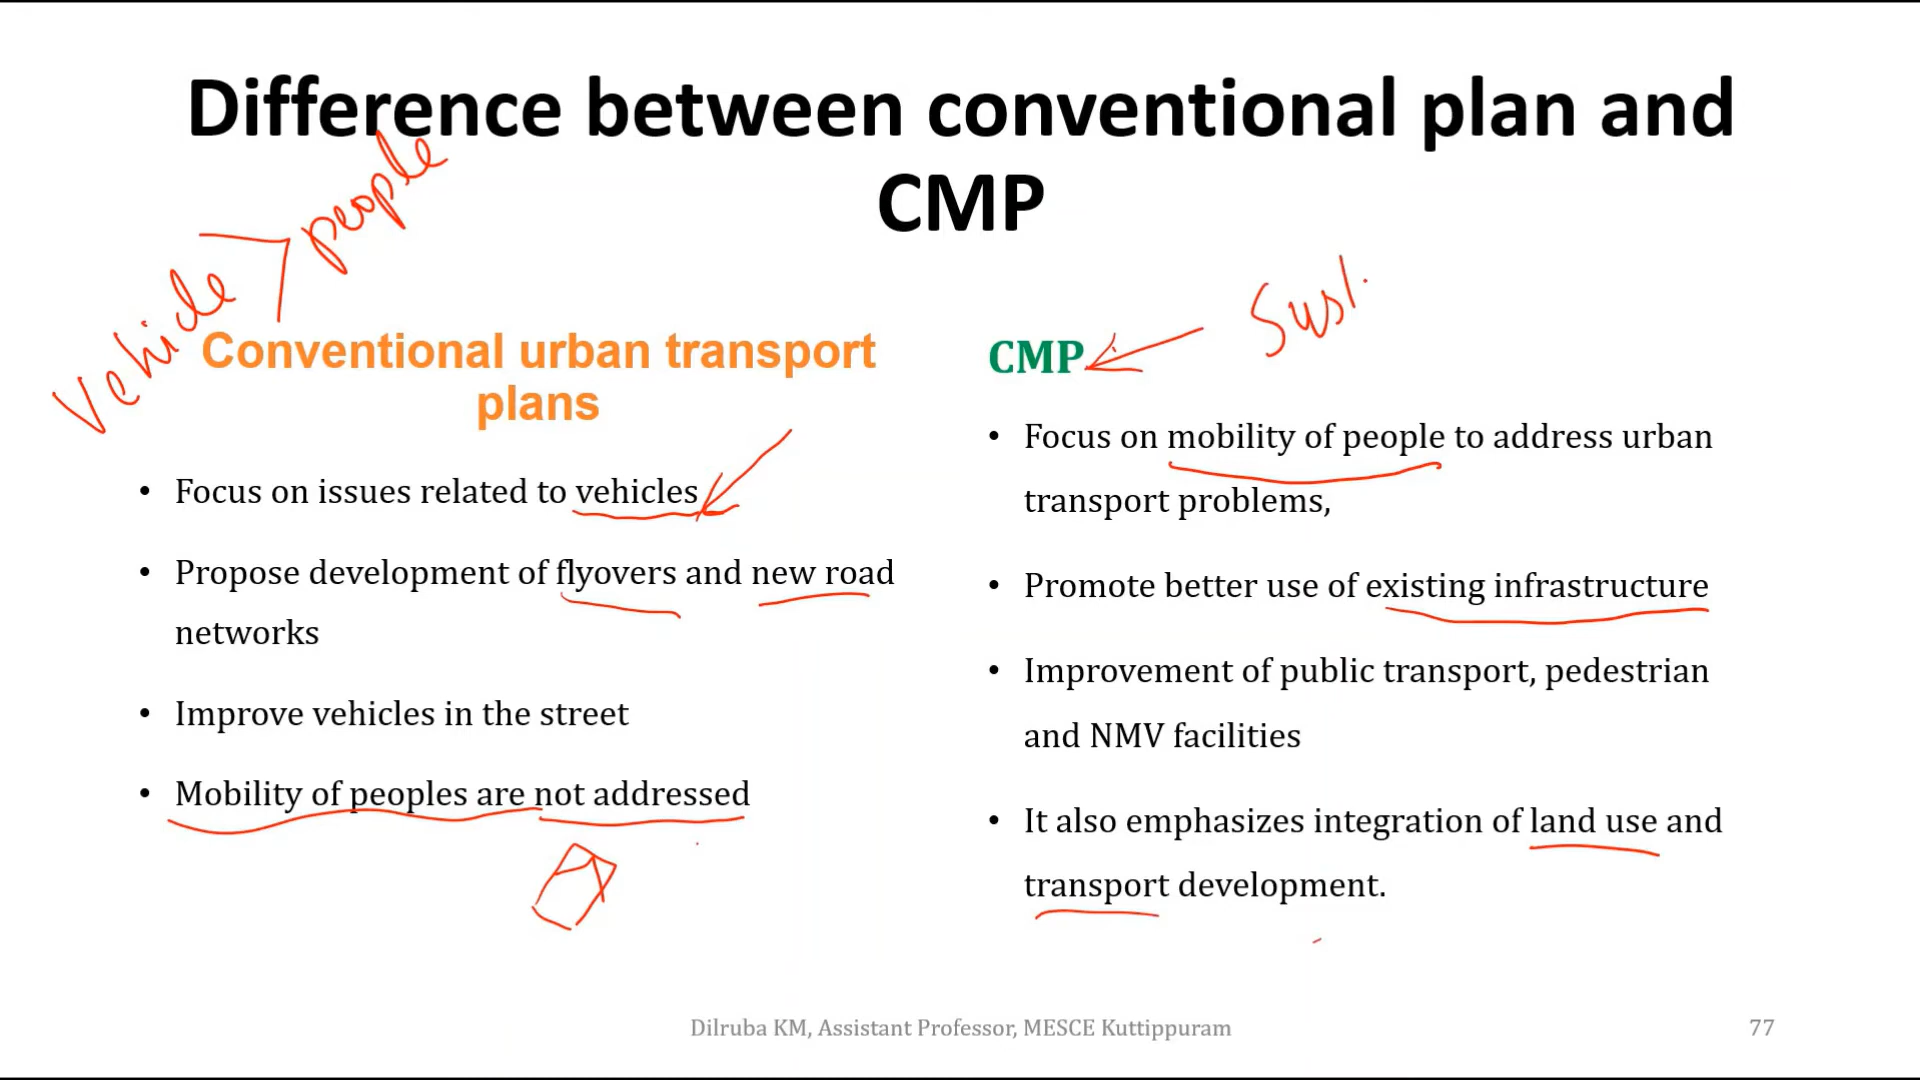 Difference between conventional plan and
CMP
Vehicle > people
Conventional urban transport
plans
• Focus on issues related to vehicles
• Propose development of flyovers and new road
networks
• Improve vehicles in the street
• Mobility of peoples are not addressed
CMP
Sust.
• Focus on mobility of people to address urban
transport problems,
• Promote better use of existing infrastructure
• Improvement of public transport, pedestrian
and NMV facilities
• It also emphasizes integration of land use and
transport development.
Dilruba KM, Assistant Professor, MESCE Kuttippuram
77